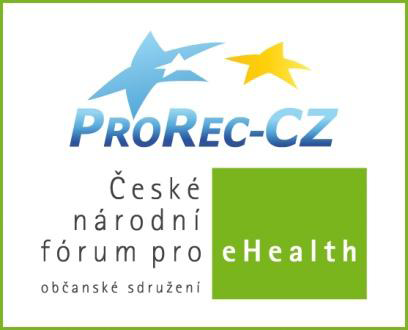 PROREC-CZ
České
národní
fórum pro eHealth
občanské sdružení